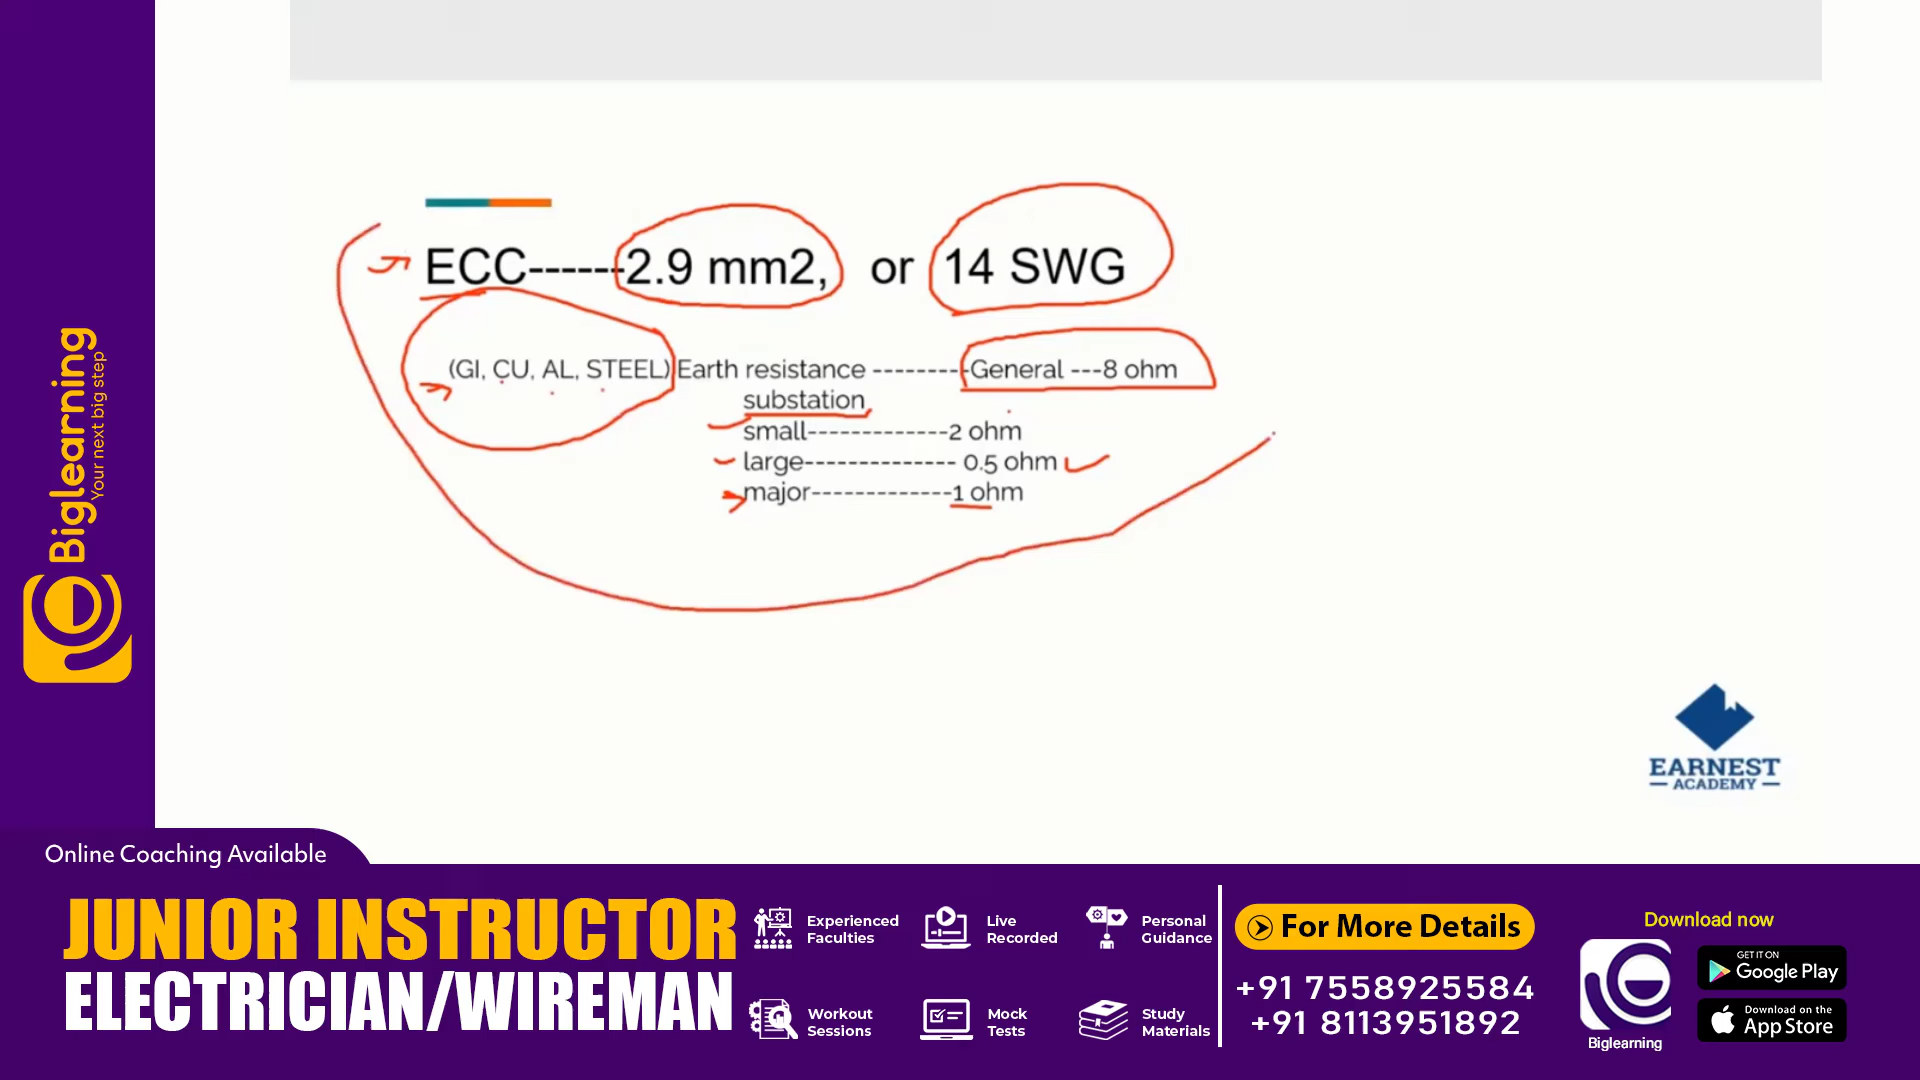 ECC------2.9 mm2, or 14 SWG
(GI, CU, AL, STEEL) Earth resistance ---------General ---8 ohm
substation
small-------------2 ohm
large-------------- 0.5 ohm
major-------------1 ohm
Biglearning
Your next big step
EARNEST
ACADEMY
Online Coaching Available
JUNIOR INSTRUCTOR
ELECTRICIAN/WIREMAN
Experienced
Faculties
Live
Recorded
Personal
Guidance
Workout
Sessions
Mock
Tests
Study
Materials
For More Details
+91 7558925584
+91 8113951892
Download now
Biglearning
GET IT ON
Google Play
Download on the
App Store